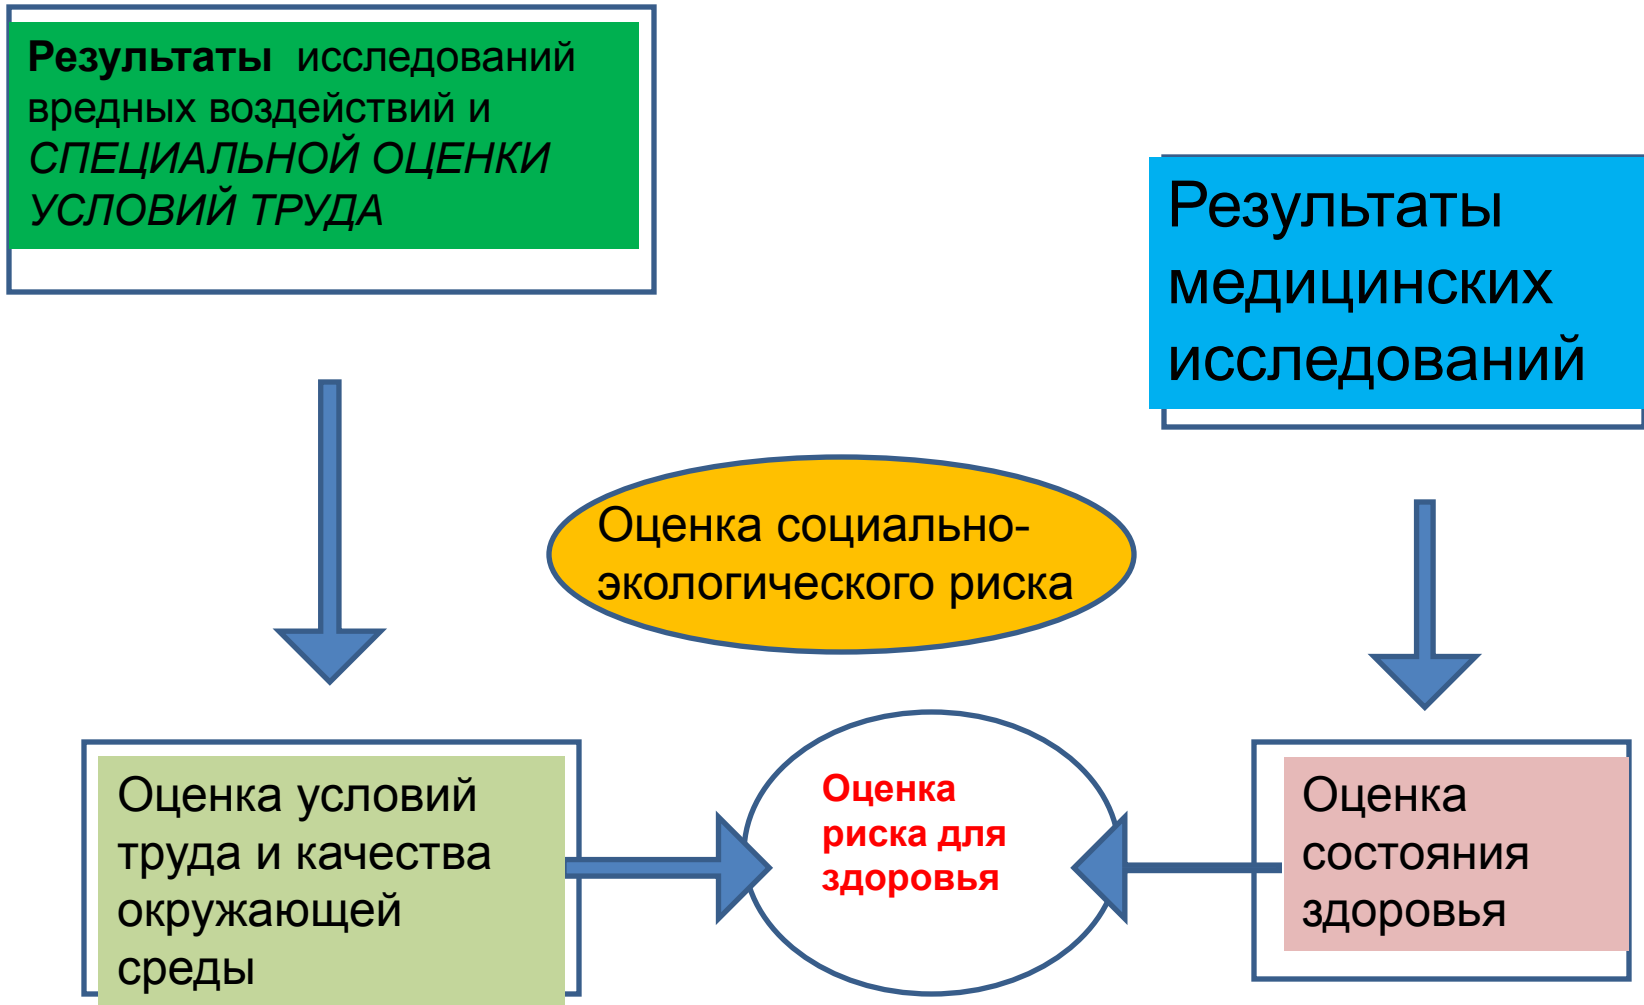 Результаты исследований
вредных воздействий и
СПЕЦИАЛЬНОЙ ОЦЕНКИ
УСЛОВИЙ ТРУДА
Результаты
медицинских
исследований
Оценка социально-
экологического риска
Оценка условий
труда и качества
окружающей
среды
Оценка
риска для
здоровья
Оценка
состояния
здоровья